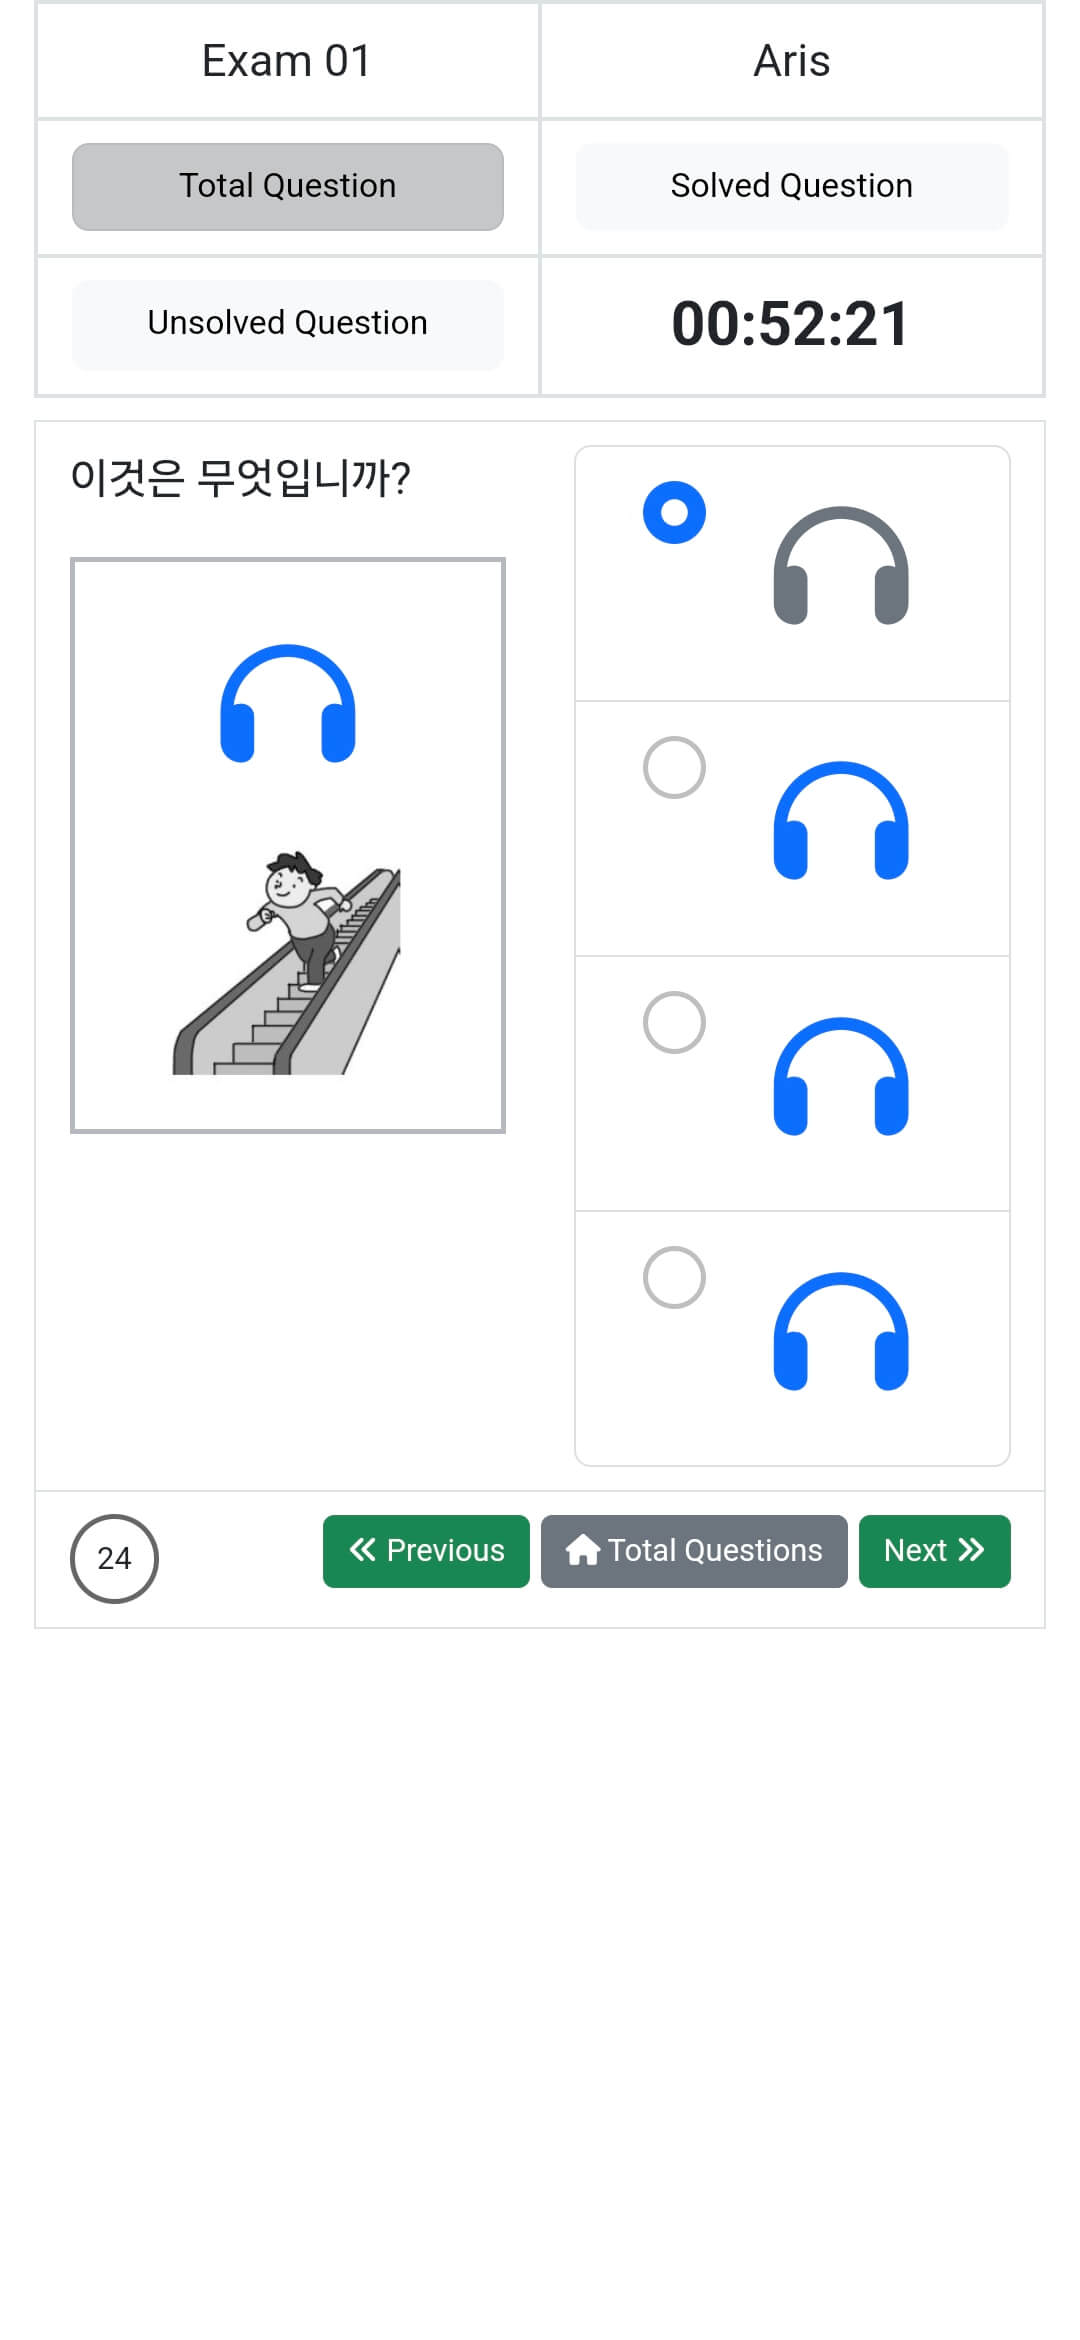 Exam 01
Aris
Total Question
Solved Question
Unsolved Question
00:52:21
이것은 무엇입니까?
24
Previous
Total Questions
Next